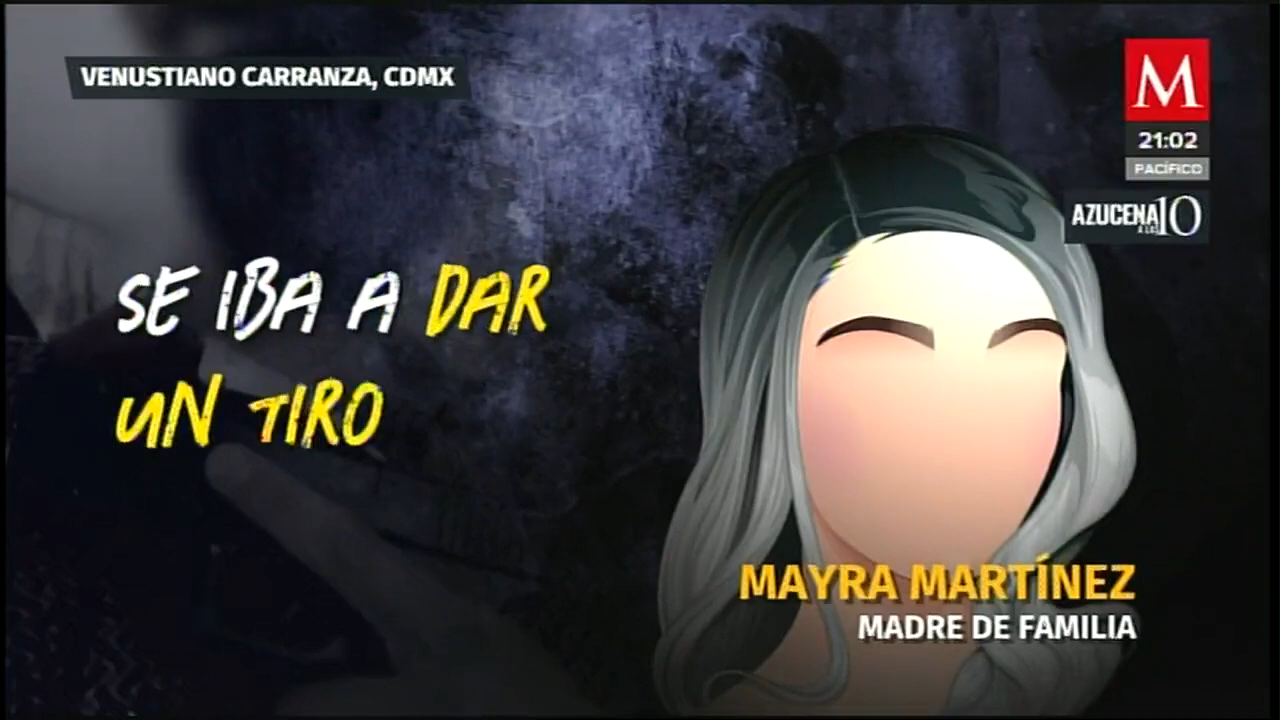 VENUSTIANO CARRANZA, CDMX
M
21:02
PACÍFICO
AZUCENA A LAS 10
SE IBA A DAR
UN TIRO
MAYRA MARTÍNEZ
MADRE DE FAMILIA